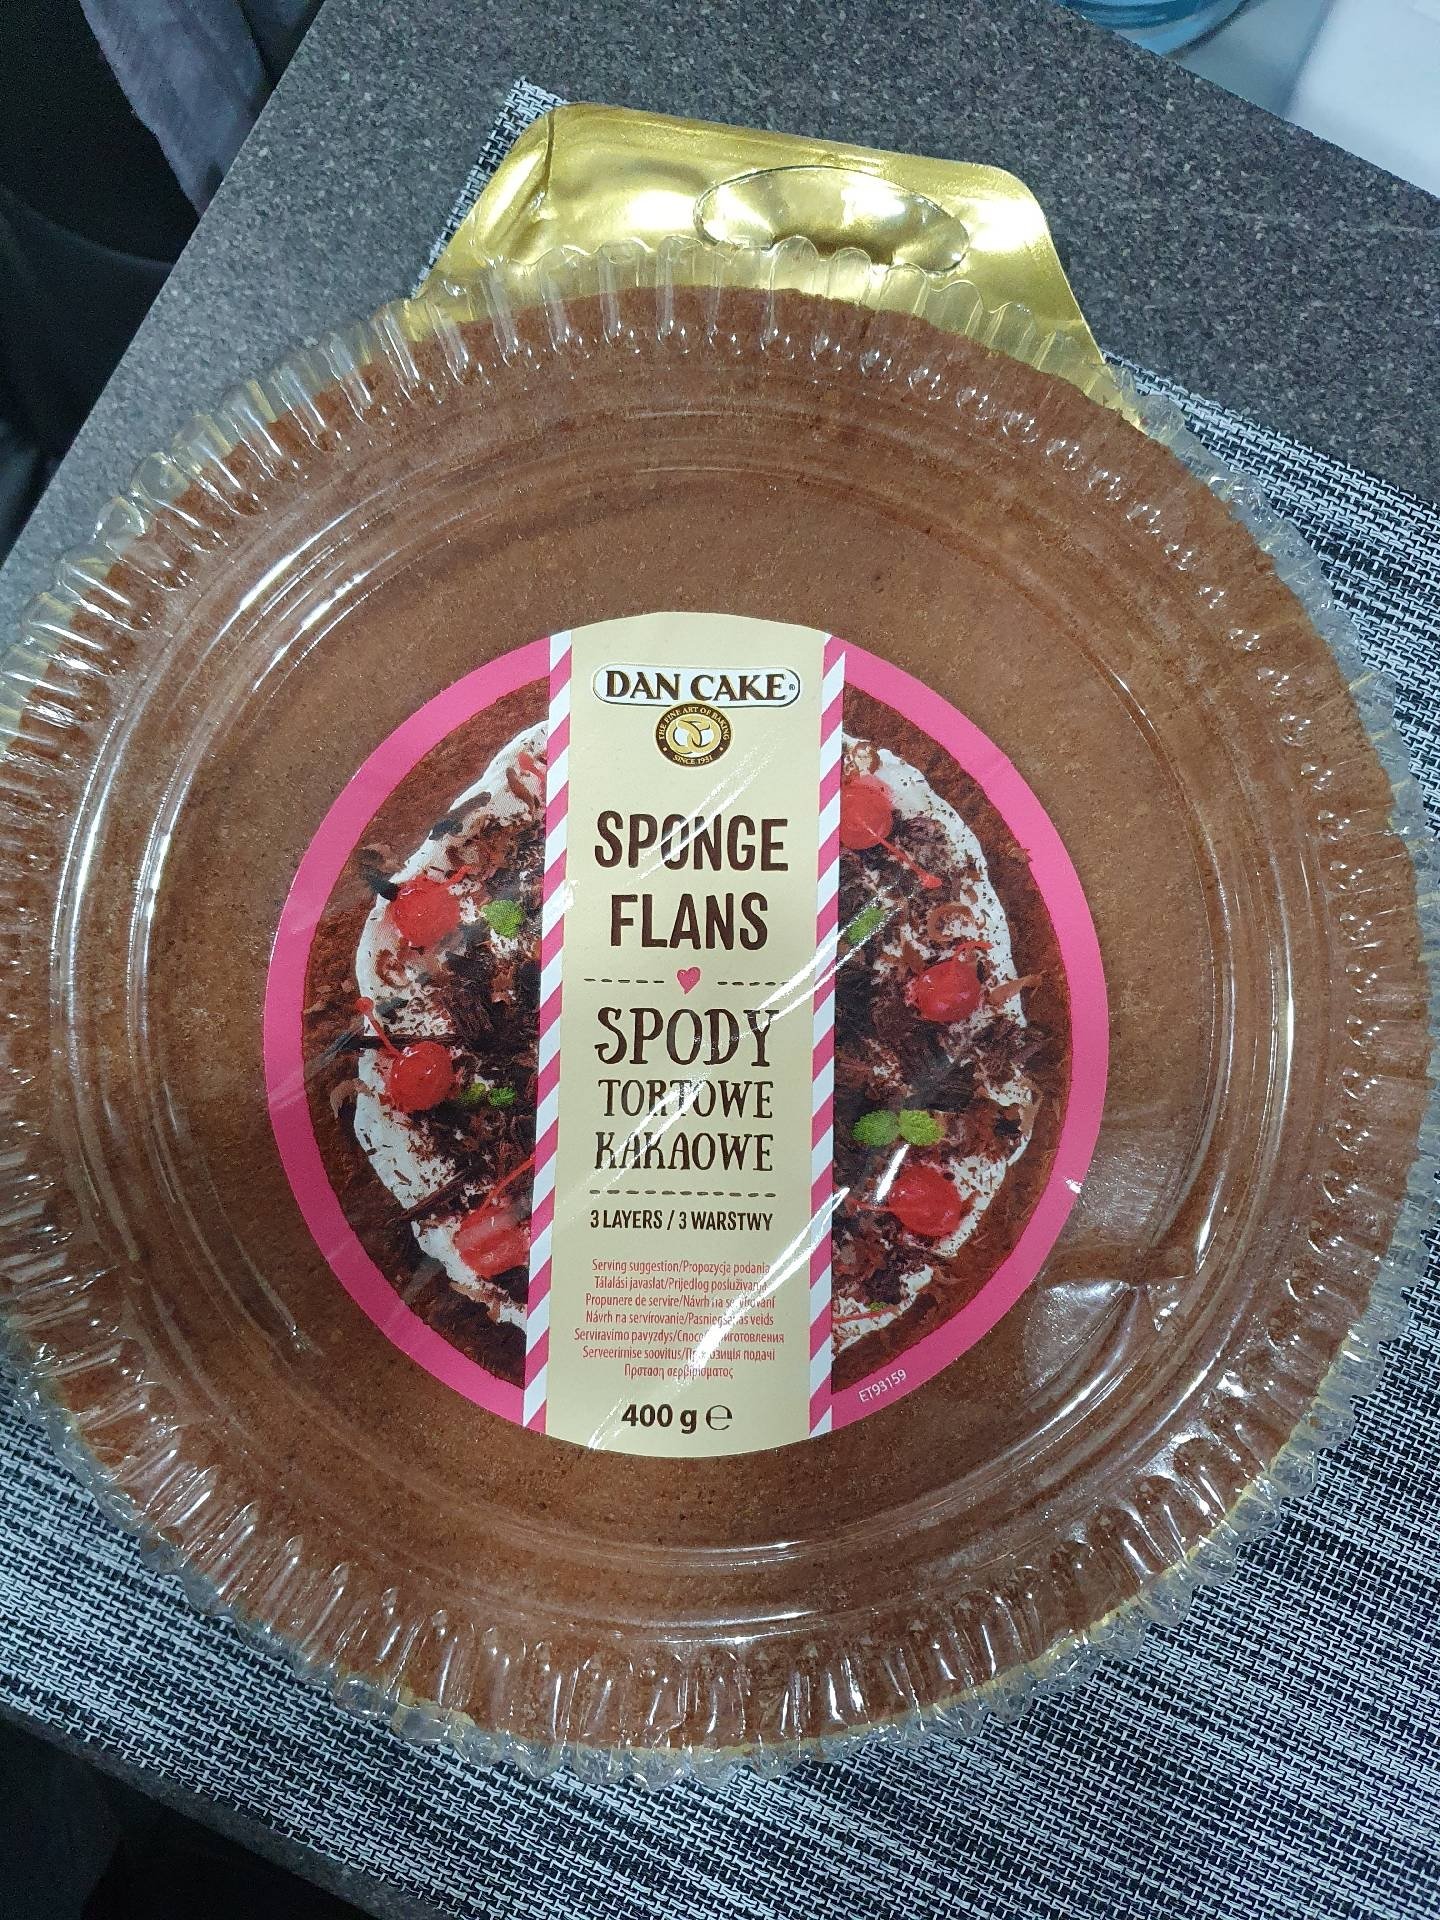 DAN CAKE®
THE FINE ART OF BAKING
SINCE 1931
SPONGE
FLANS
SPODY
TORTOWE
KAKAOWE
3 LAYERS / 3 WARSTWY
Serving suggestion/Propozycja podania
Tálalási javaslat/Prijedlog posluživanja
Propunere de servire/Návrh na servírování
Návrh na servírovanie/Pasniegšanas veids
Serviravimo pavyzdys/Способ приготовления
Serveerimise soovitus/Пропозиція подачі
Πρόταση σερβιρίσματος
400 g ℮
ET93159